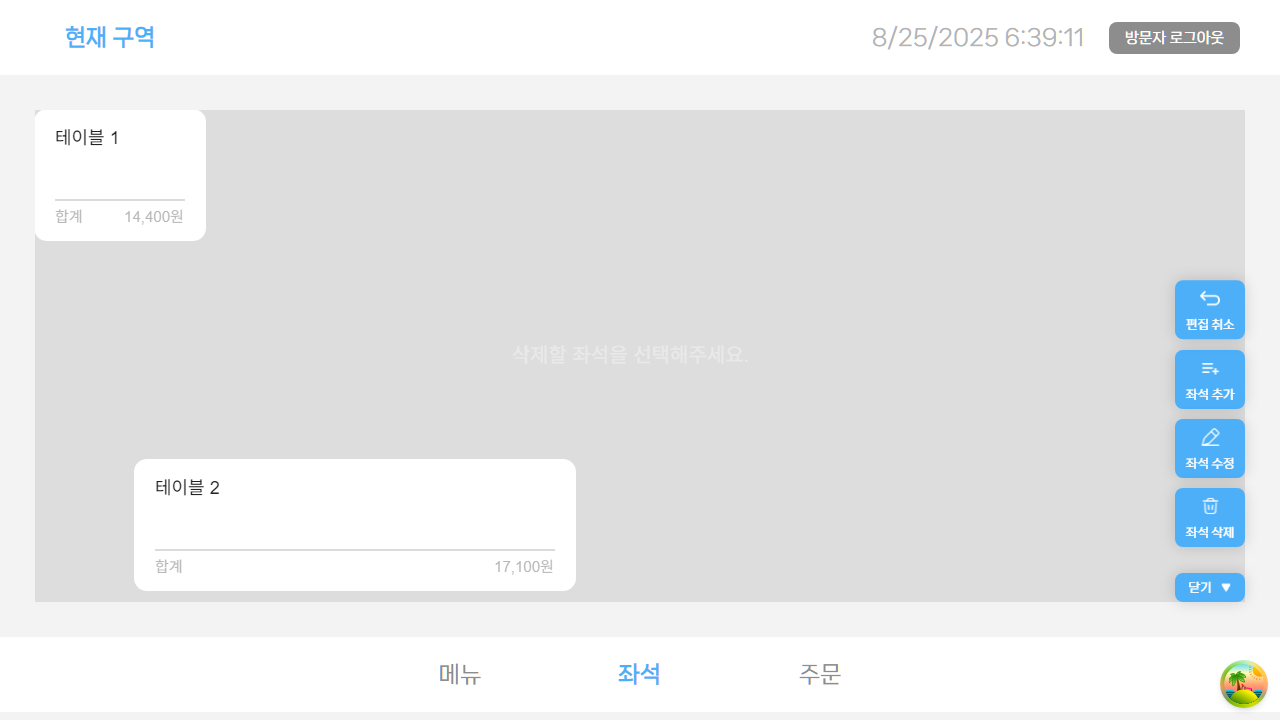 현재 구역
8/25/2025 6:39:11
방문자 로그아웃
테이블 1
합계 14,400원
삭제할 좌석을 선택해주세요.
편집 취소
좌석 추가
좌석 수정
좌석 삭제
닫기 ▼
테이블 2
합계 17,100원
메뉴
좌석
주문